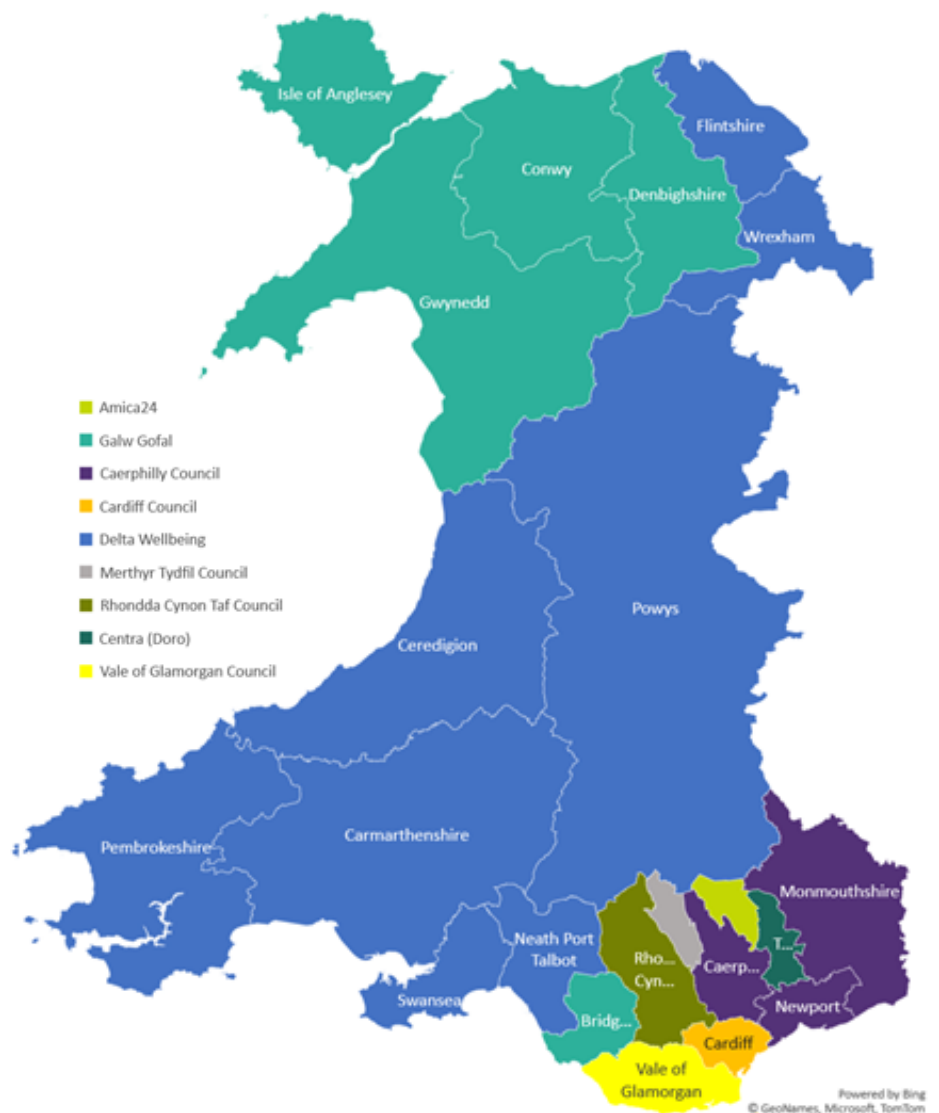 Isle of Anglesey
Flintshire
Conwy
Denbighshire
Wrexham
Gwynedd
Amica24
Galw Gofal
Caerphilly Council
Cardiff Council
Delta Wellbeing
Merthyr Tydfil Council
Rhondda Cynon Taf Council
Centra (Doro)
Vale of Glamorgan Council
Powys
Ceredigion
Carmarthenshire
Pembrokeshire
Monmouthshire
Neath Port
Talbot
T...
Rho...
Cyn...
Caerp...
Swansea
Newport
Bridg...
Cardiff
Vale of
Glamorgan
Powered by Bing
© GeoNames, Microsoft, TomTom